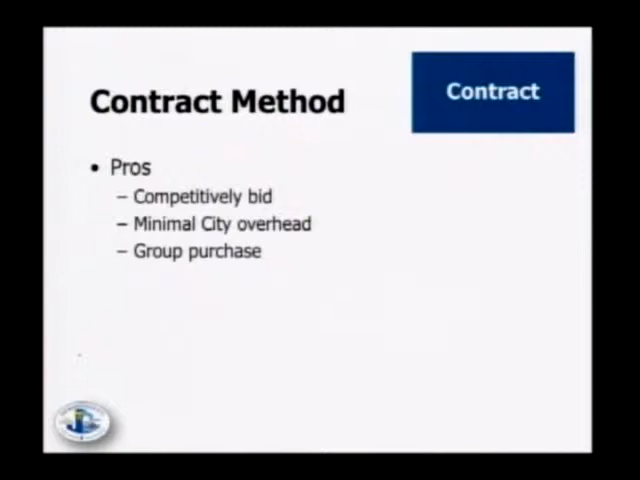 Contract Method
Contract
• Pros
– Competitively bid
– Minimal City overhead
– Group purchase